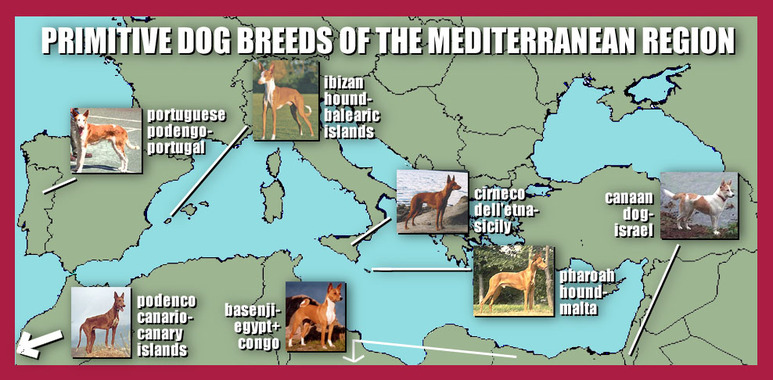 PRIMITIVE DOG BREEDS OF THE MEDITERRANEAN REGION
portuguese
podengo-
portugal
ibizan
hound-
balearic
islands
cirneco
dell'etna-
sicily
canaan
dog-
israel
pharaoh
hound-
malta
podenco
canario-
canary
islands
basenji-
egypt+
congo